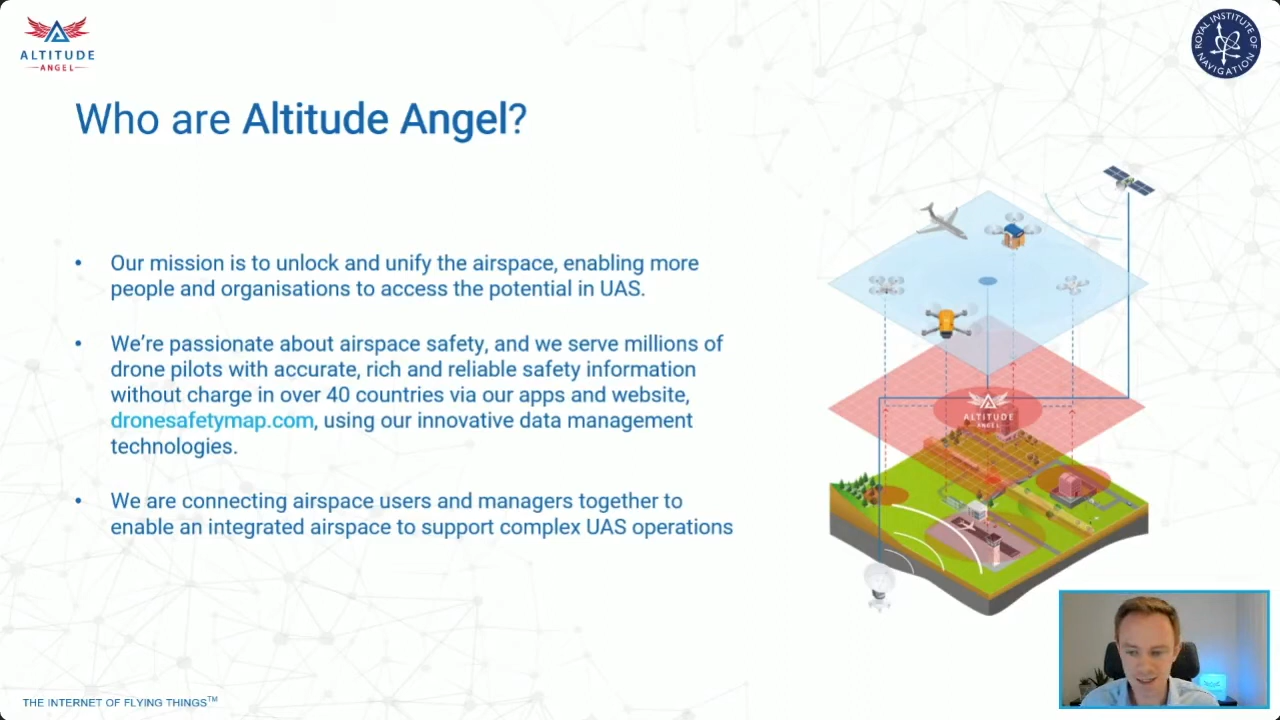 ALTITUDE
ANGEL
ROYAL INSTITUTE OF NAVIGATION
Who are Altitude Angel?
• Our mission is to unlock and unify the airspace, enabling more
people and organisations to access the potential in UAS.
• We’re passionate about airspace safety, and we serve millions of
drone pilots with accurate, rich and reliable safety information
without charge in over 40 countries via our apps and website,
dronesafetymap.com, using our innovative data management
technologies.
• We are connecting airspace users and managers together to
enable an integrated airspace to support complex UAS operations
ALTITUDE
ANGEL
THE INTERNET OF FLYING THINGS™